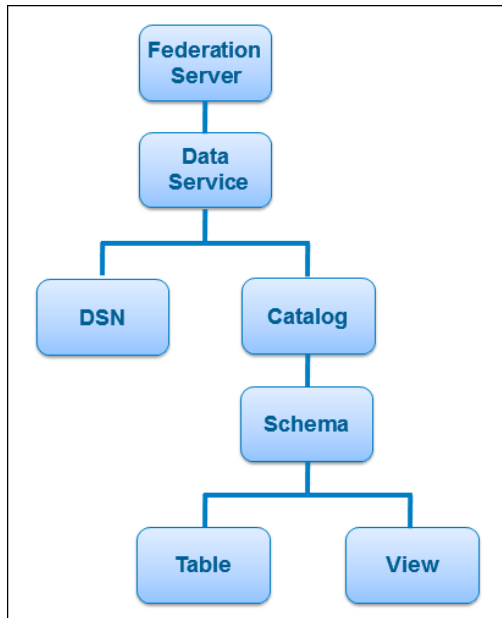 Federation
Server
Data
Service
DSN
Catalog
Schema
Table
View